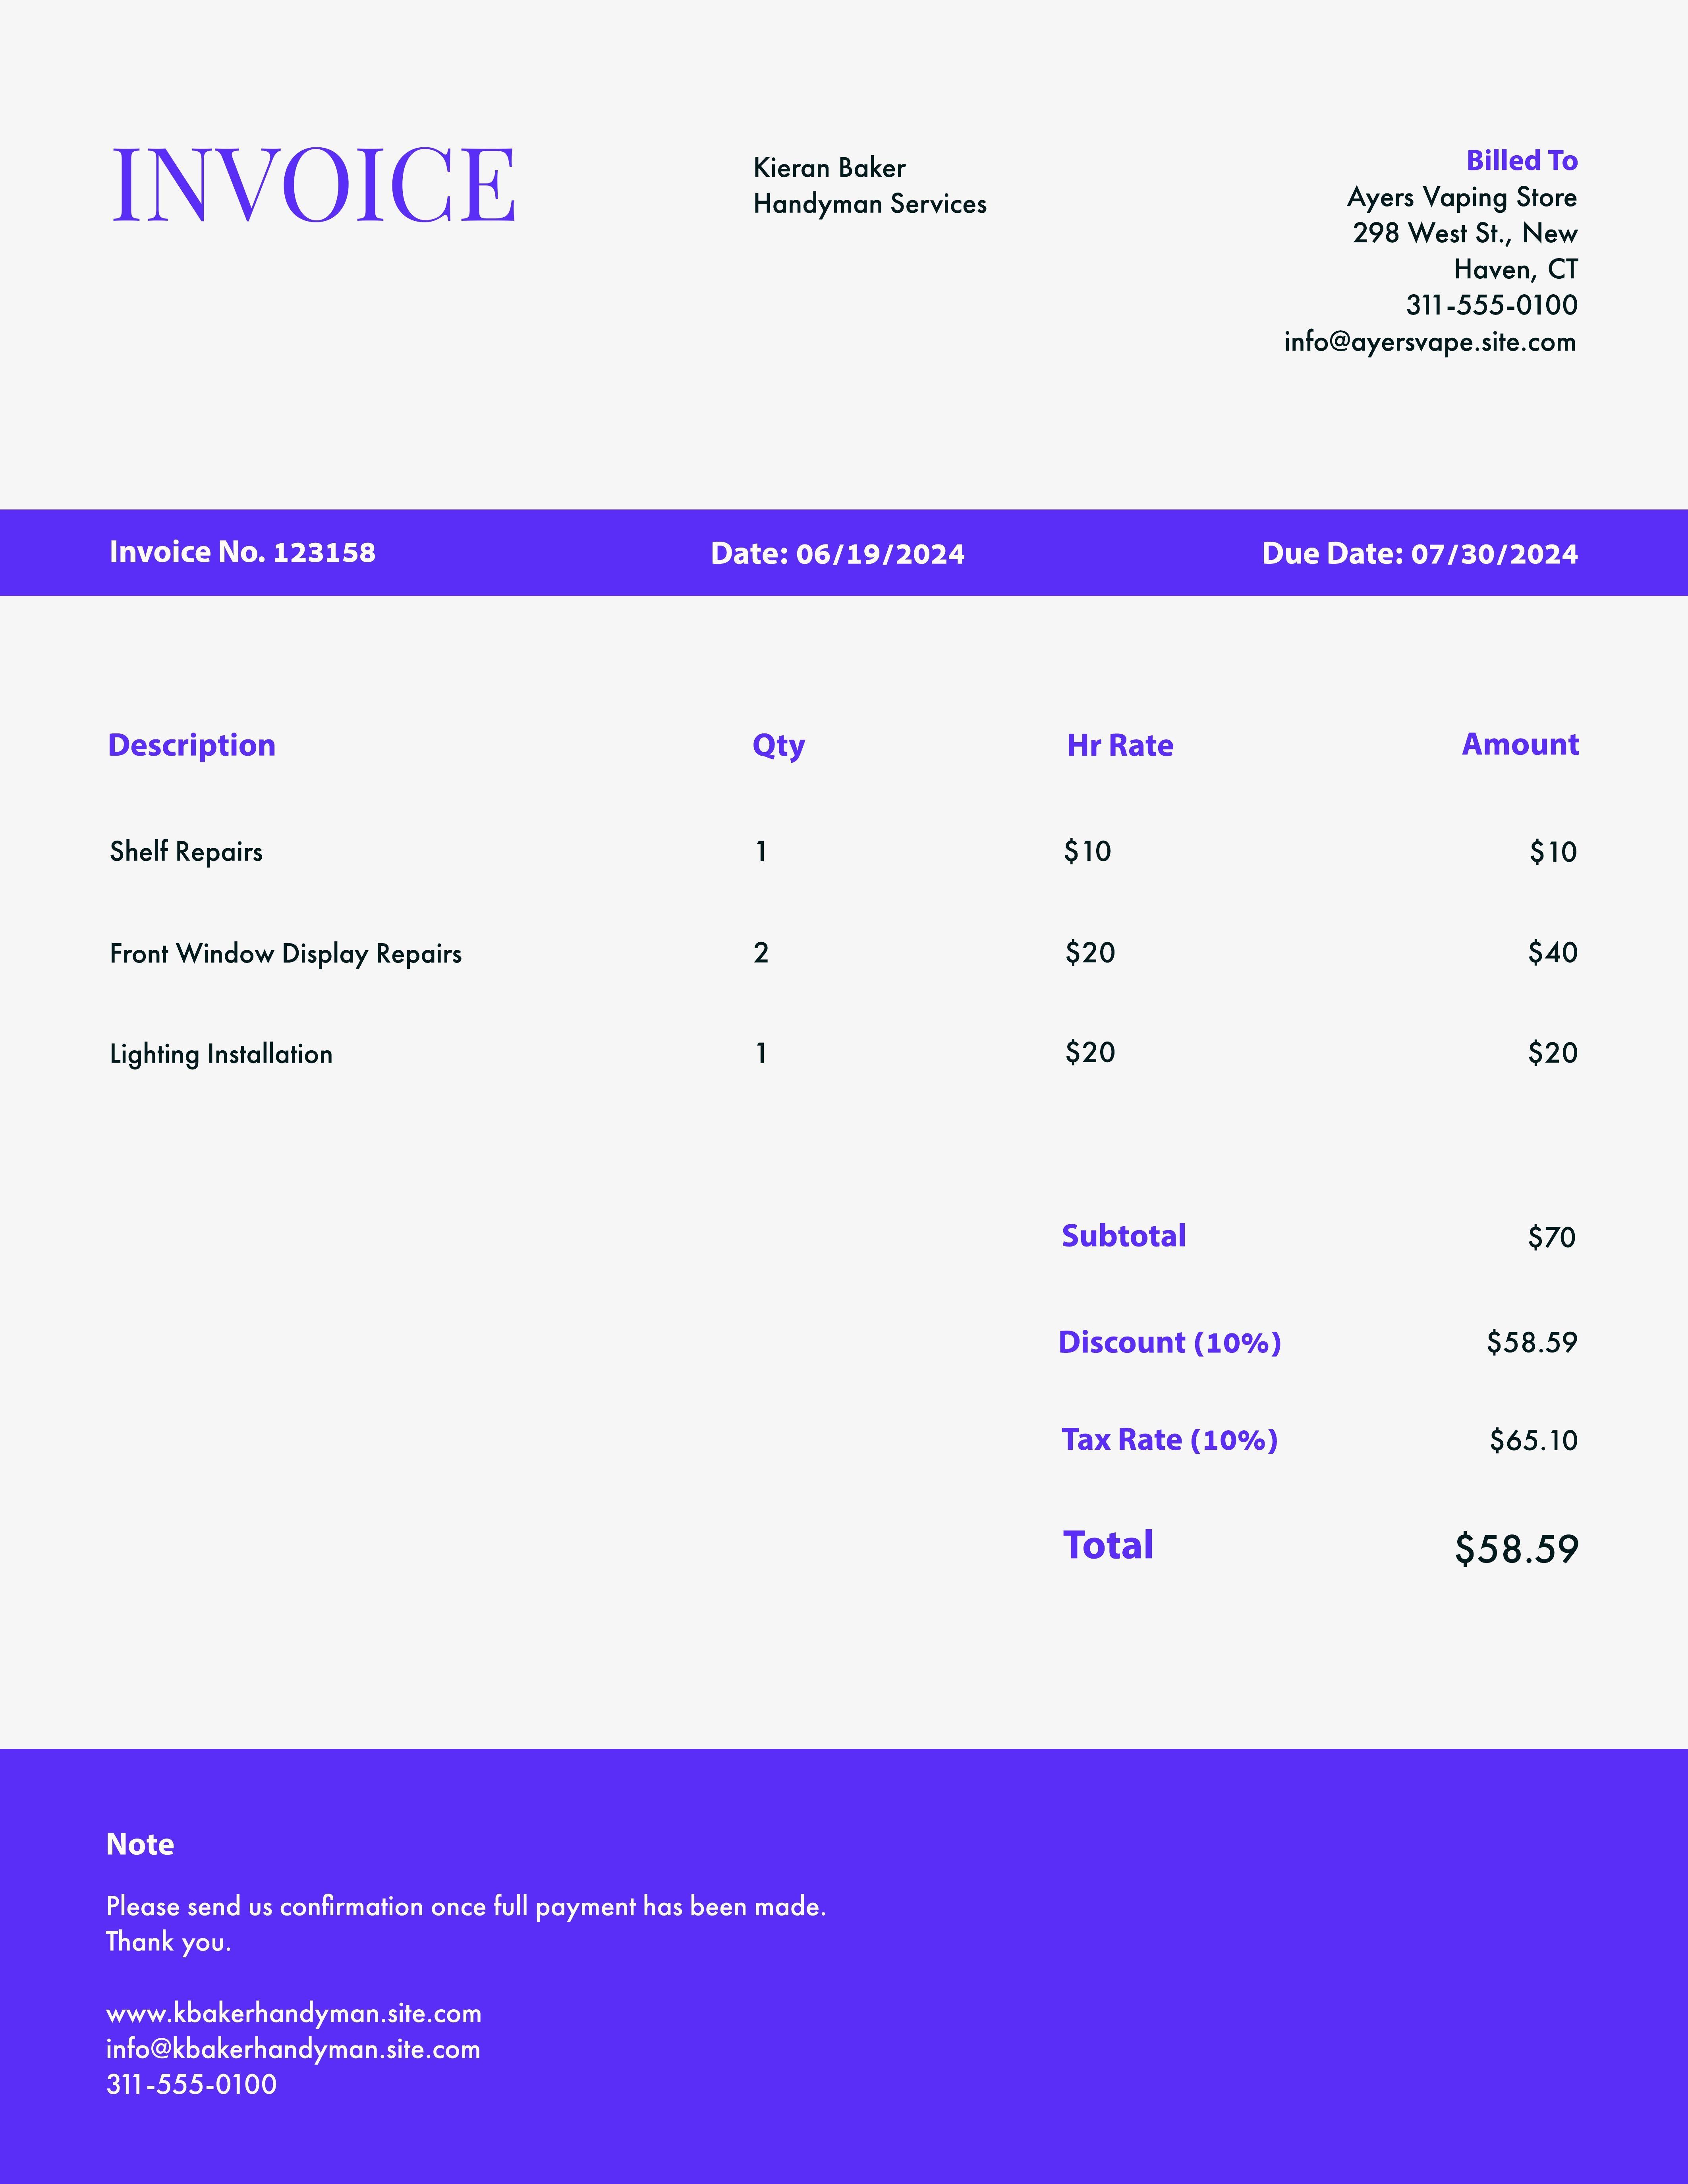 INVOICE
Kieran Baker
Handyman Services
Billed To
Ayers Vaping Store
298 West St., New
Haven, CT
311-555-0100
info@ayersvape.site.com
Invoice No. 123158 Date: 06/19/2024 Due Date: 07/30/2024
Description Qty Hr Rate Amount
Shelf Repairs 1 $10 $10
Front Window Display Repairs 2 $20 $40
Lighting Installation 1 $20 $20
Subtotal $70
Discount (10%) $58.59
Tax Rate (10%) $65.10
Total $58.59
Note
Please send us confirmation once full payment has been made.
Thank you.
www.kbakerhandyman.site.com
info@kbakerhandyman.site.com
311-555-0100